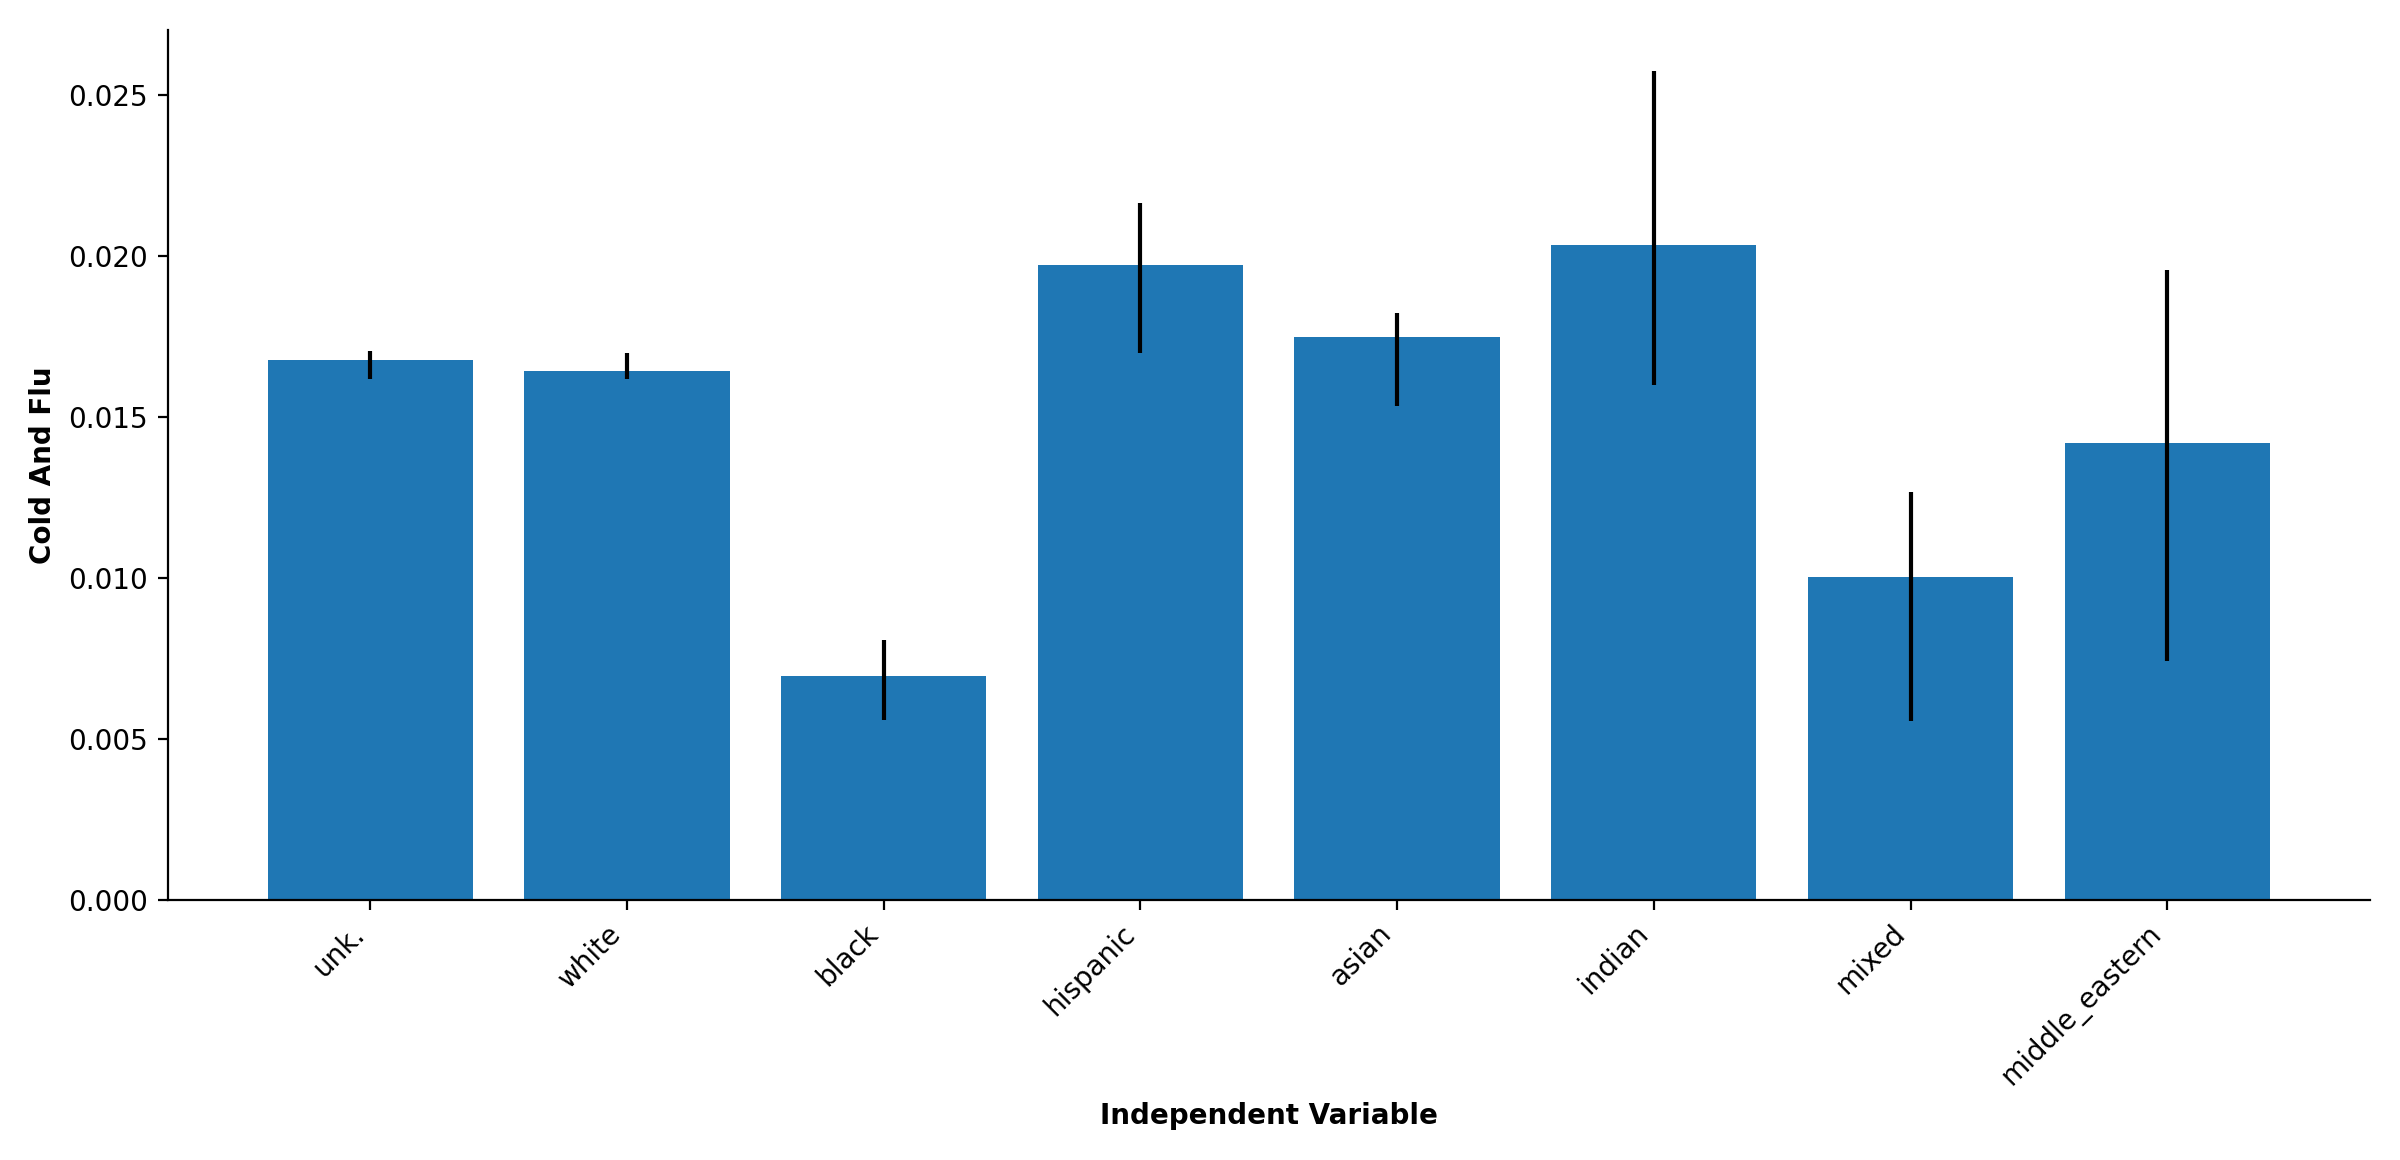 Cold And Flu
0.025
0.020
0.015
0.010
0.005
0.000
unk.
white
black
hispanic
asian
indian
mixed
middle_eastern
Independent Variable